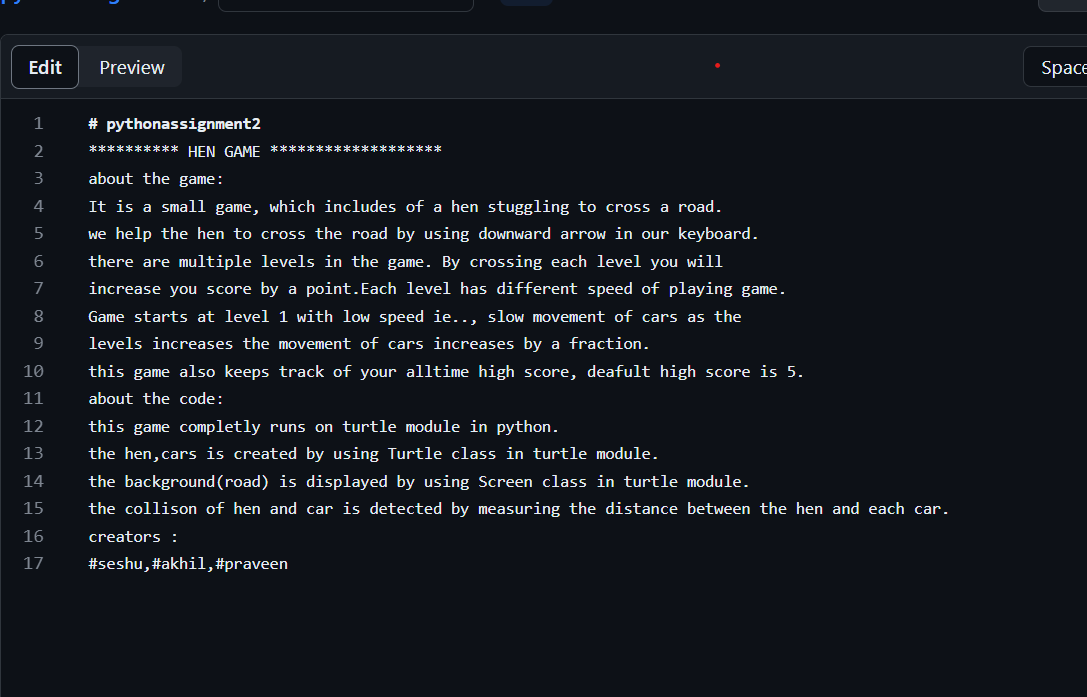 Edit Preview Space
1 # pythonassignment2
2 ********** HEN GAME *******************
3 about the game:
4 It is a small game, which includes of a hen stuggling to cross a road.
5 we help the hen to cross the road by using downward arrow in our keyboard.
6 there are multiple levels in the game. By crossing each level you will
7 increase you score by a point.Each level has different speed of playing game.
8 Game starts at level 1 with low speed ie.., slow movement of cars as the
9 levels increases the movement of cars increases by a fraction.
10 this game also keeps track of your alltime high score, deafult high score is 5.
11 about the code:
12 this game completly runs on turtle module in python.
13 the hen,cars is created by using Turtle class in turtle module.
14 the background(road) is displayed by using Screen class in turtle module.
15 the collison of hen and car is detected by measuring the distance between the hen and each car.
16 creators :
17 #seshu,#akhil,#praveen